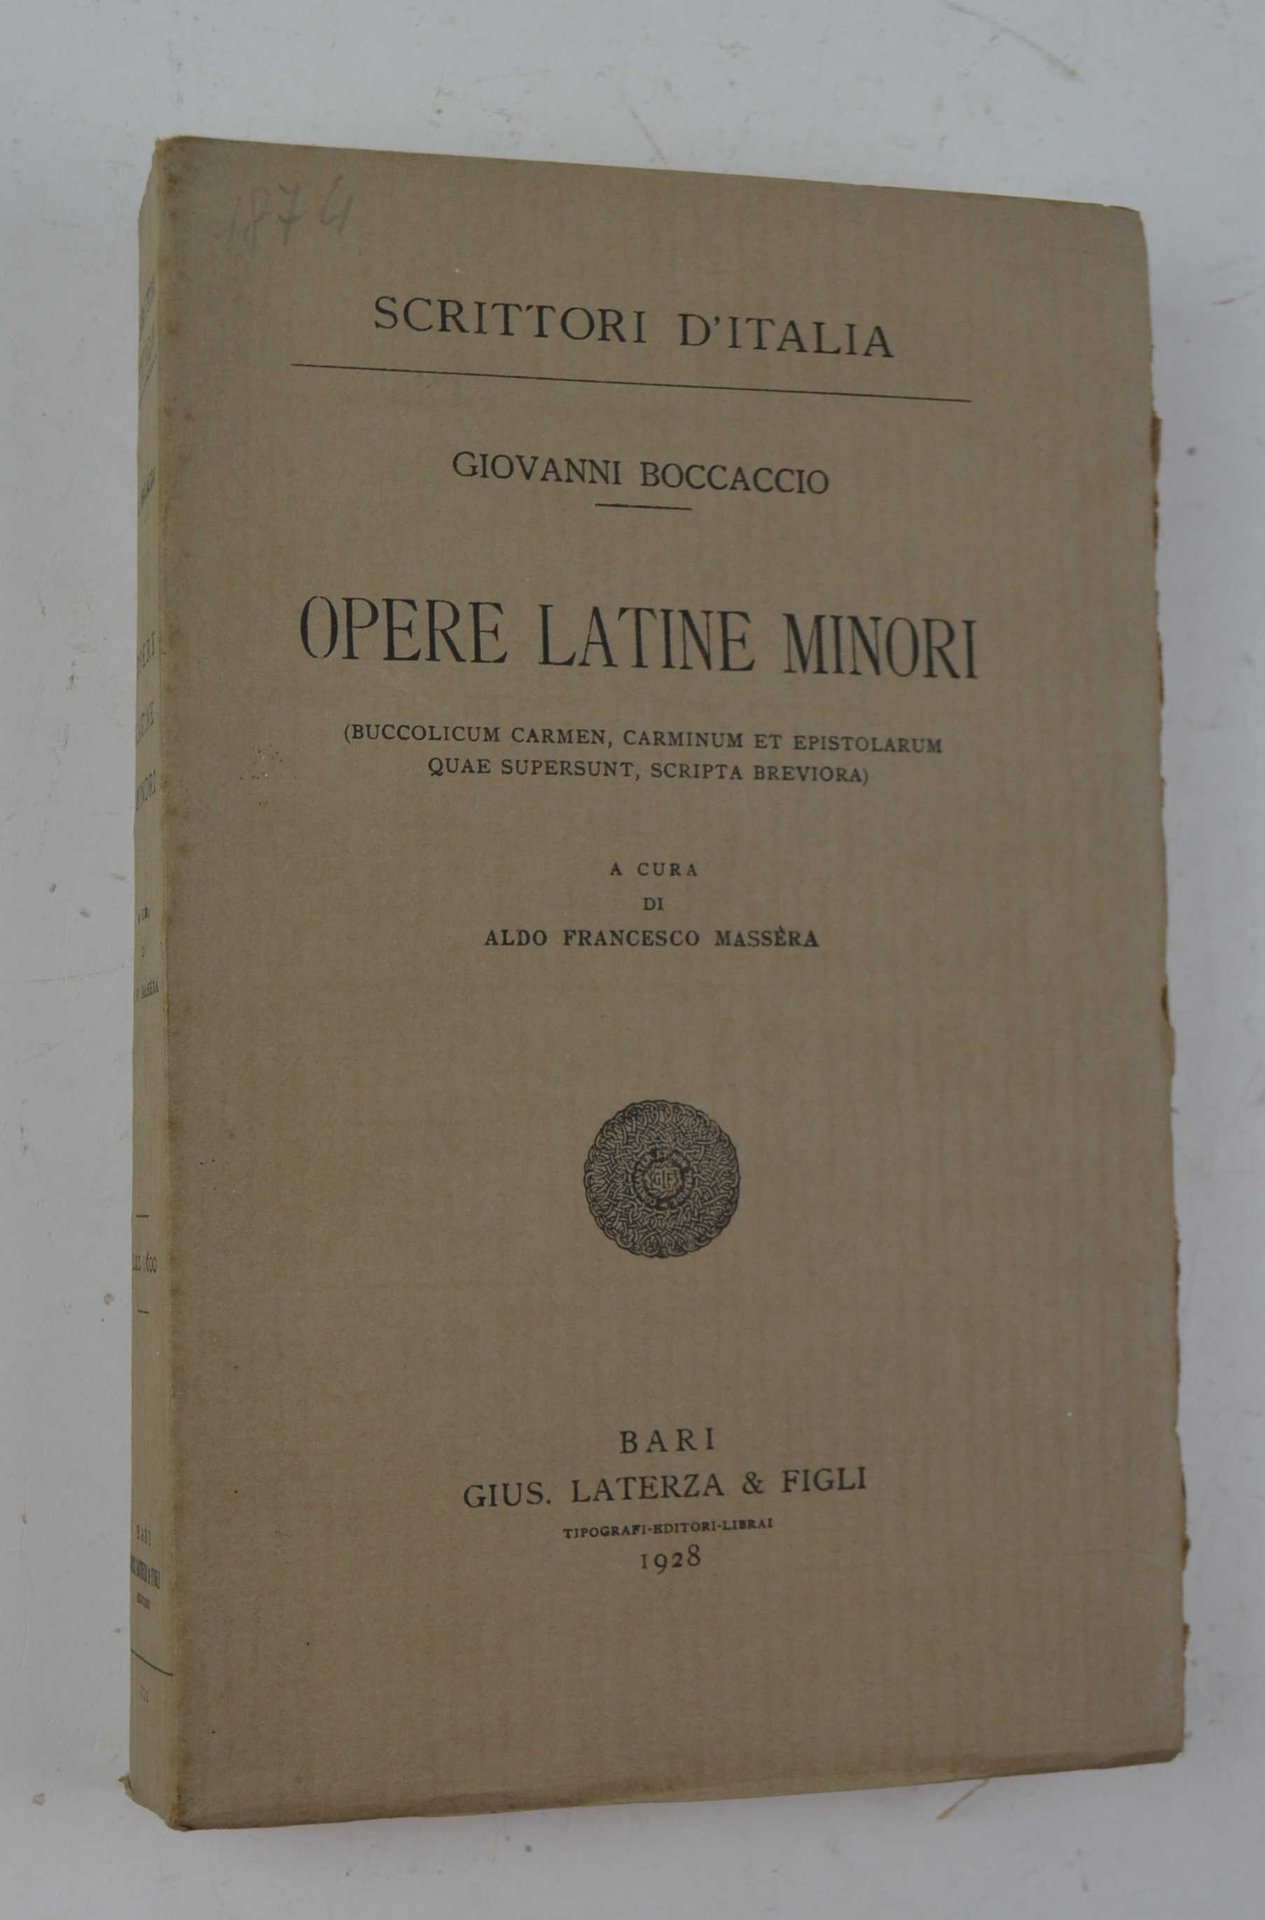 1874
SCRITTORI D'ITALIA
GIOVANNI BOCCACCIO
OPERE LATINE MINORI
(BUCCOLICUM CARMEN, CARMINUM ET EPISTOLARUM
QUAE SUPERSUNT, SCRIPTA BREVIORA)
A CURA
DI
ALDO FRANCESCO MASSÈRA
BARI
GIUS. LATERZA & FIGLI
TIPOGRAFI-EDITORI-LIBRAI
1928